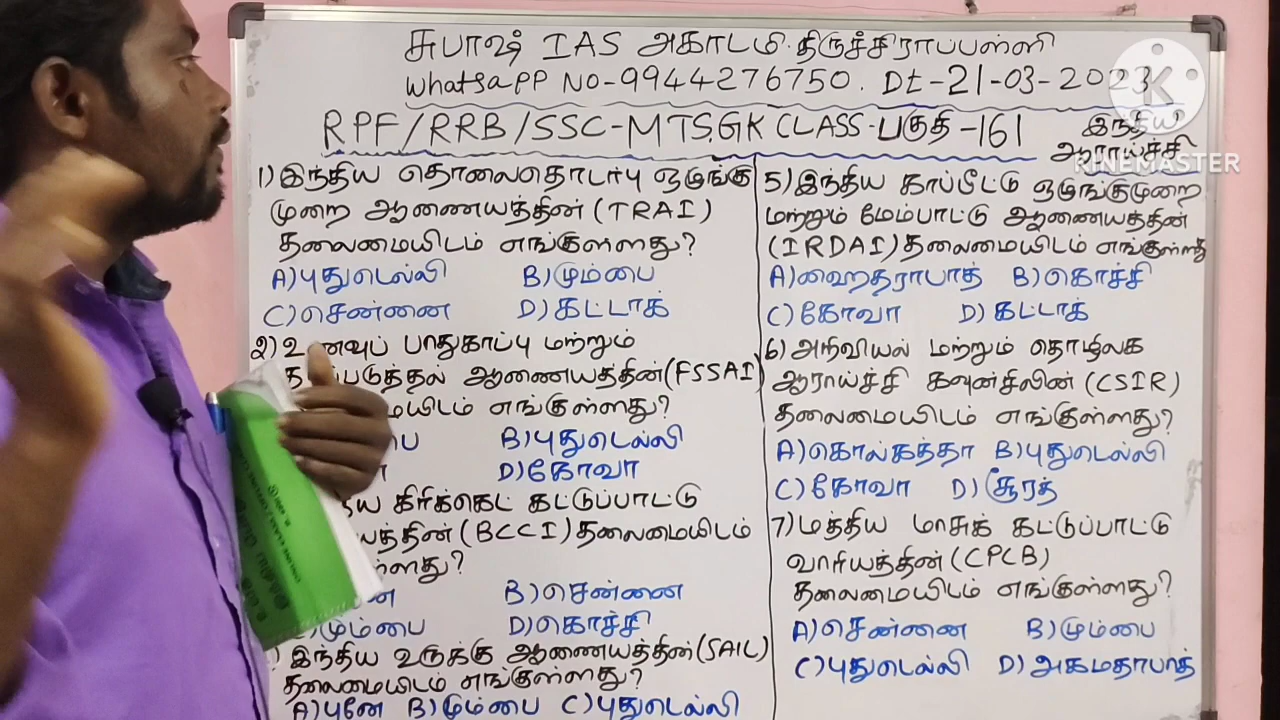 சுபாஷ் IAS அகாடமி. திருச்சிராப்பள்ளி
whatsapp No-9944276750. Dt-21-03-2023
RPF/RRB/SSC-MTS,GK CLASS-பகுதி-161
இந்திய
ஆராய்ச்சி
KINEMASTER
1) இந்திய தொலைதொடர்பு ஒழுங்கு
முறை ஆணையத்தின் (TRAI)
தலைமையிடம் எங்குள்ளது?
A) புதுடெல்லி B) மும்பை
C) சென்னை D) கட்டாக்
2) உணவுப் பாதுகாப்பு மற்றும்
ஆணையத்தின் (FSSAI)
எங்குள்ளது?
B) புதுடெல்லி
D) கோவா
கிரிக்கெட் கட்டுப்பாட்டு
(BCCI) தலைமையிடம்
B) சென்னை
மும்பை D) கொச்சி
இந்திய உருக்கு ஆணையத்தின் (SAIL)
தலைமையிடம் எங்குள்ளது?
A) புனே B) மும்பை C) புதுடெல்லி
5) இந்திய காப்பீட்டு ஒழுங்குமுறை
மற்றும் மேம்பாட்டு ஆணையத்தின்
(IRDAI) தலைமையிடம் எங்குள்ளது
A) ஹைதராபாத் B) கொச்சி
C) கோவா D) கட்டாக்
6) அறிவியல் மற்றும் தொழிலக
ஆராய்ச்சி கவுன்சிலின் (CSIR)
தலைமையிடம் எங்குள்ளது?
A) கொல்கத்தா B) புதுடெல்லி
C) கோவா D) சூரத்
7) மத்திய மாசுக் கட்டுப்பாட்டு
வாரியத்தின் (CPCB)
தலைமையிடம் எங்குள்ளது?
A) சென்னை B) மும்பை
C) புதுடெல்லி D) அகமதாபாத்